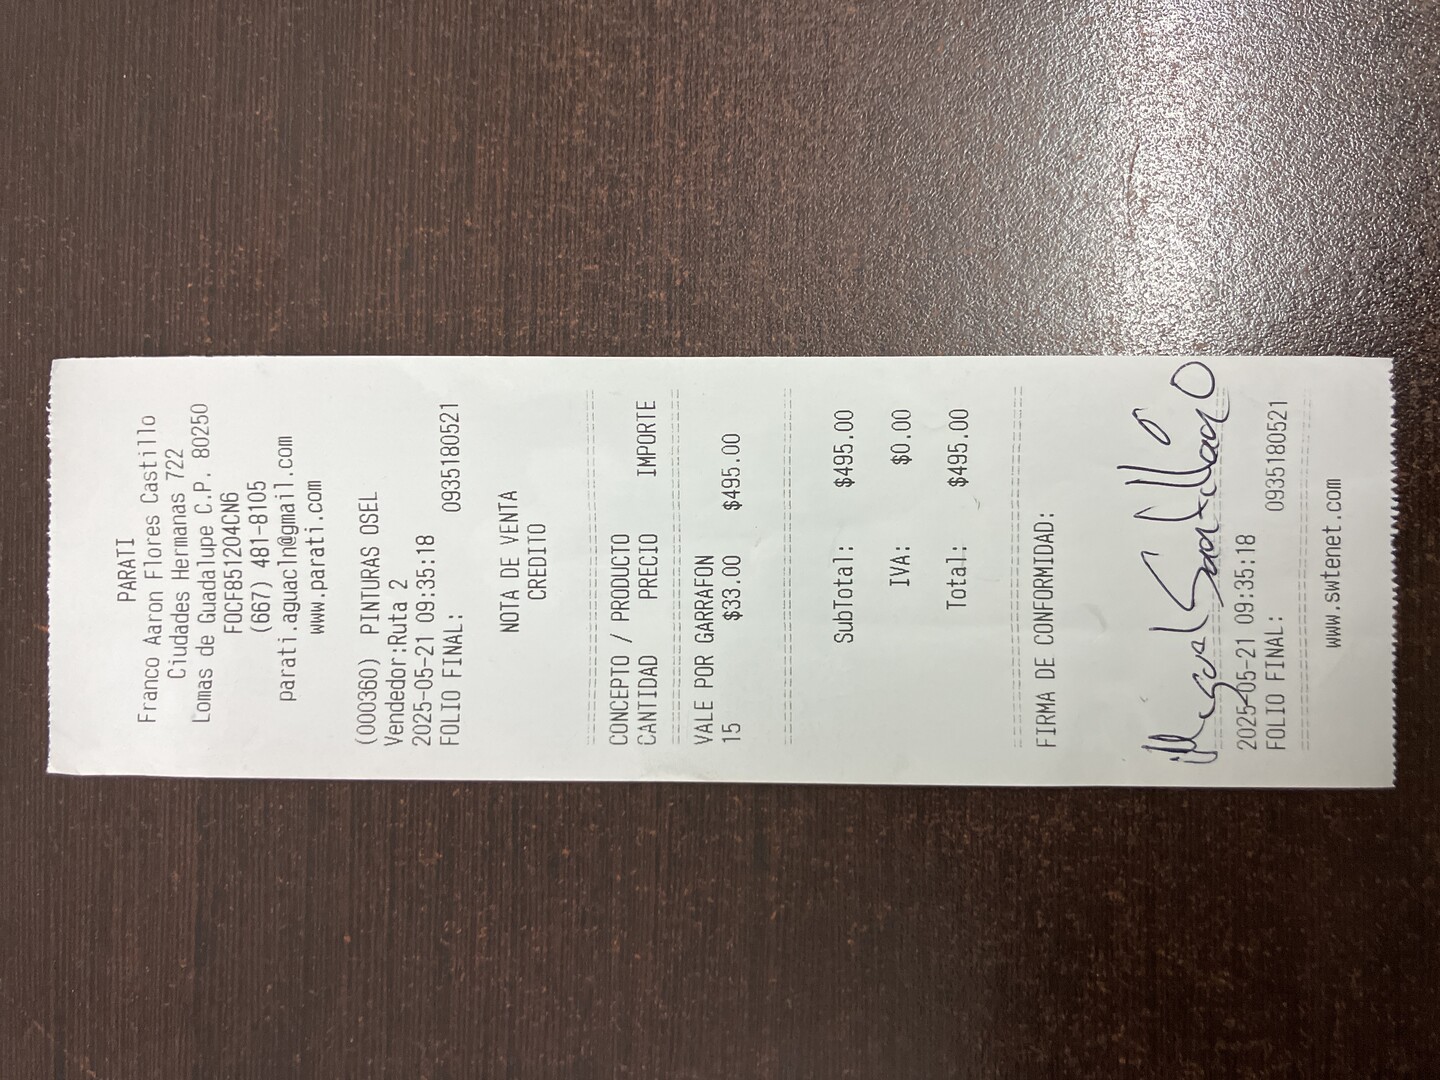 PARATI
Franco Aaron Flores Castillo
Ciudades Hermanas 722
Lomas de Guadalupe C.P. 80250
FOCF851204CN6
(667) 481-8105
parati.aguacln@gmail.com
www.parati.com
(000360) PINTURAS OSEL
Vendedor:Ruta 2
2025-05-21 09:35:18
FOLIO FINAL: 0935180521
NOTA DE VENTA
CREDITO
CONCEPTO / PRODUCTO
CANTIDAD PRECIO IMPORTE
VALE POR GARRAFON
15 $33.00 $495.00
SubTotal: $495.00
IVA: $0.00
Total: $495.00
FIRMA DE CONFORMIDAD:
Miguel
2025-05-21 09:35:18
FOLIO FINAL: 0935180521
www.swtenet.com